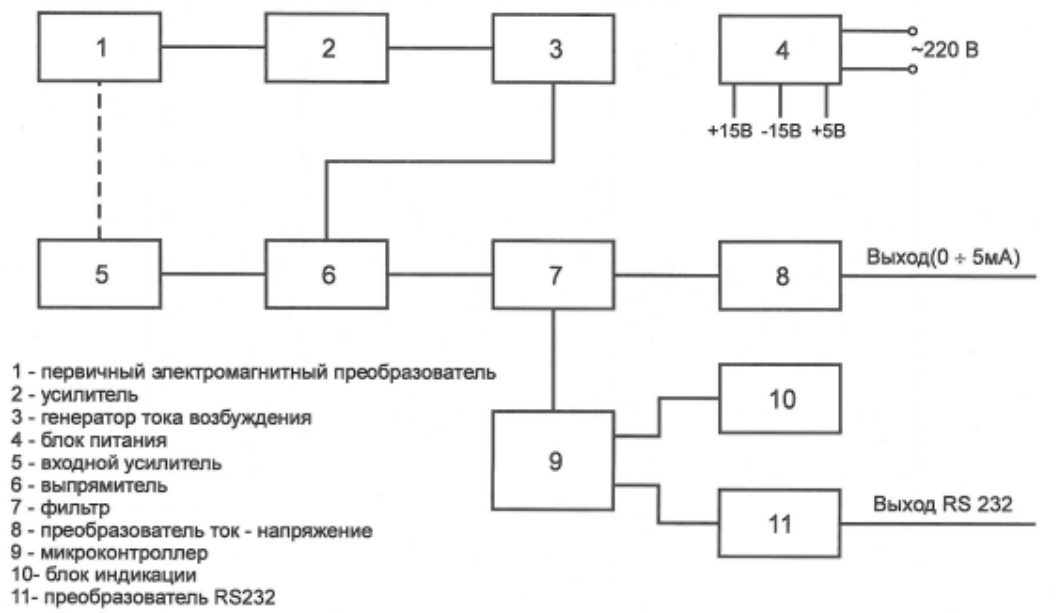 1
2
3
4
~220 В
+15В -15В +5В
5
6
7
8
Выход(0 ÷ 5мА)
1 - первичный электромагнитный преобразователь
2 - усилитель
3 - генератор тока возбуждения
4 - блок питания
5 - входной усилитель
6 - выпрямитель
7 - фильтр
8 - преобразователь ток - напряжение
9 - микроконтроллер
10- блок индикации
11- преобразователь RS232
9
10
11
Выход RS 232